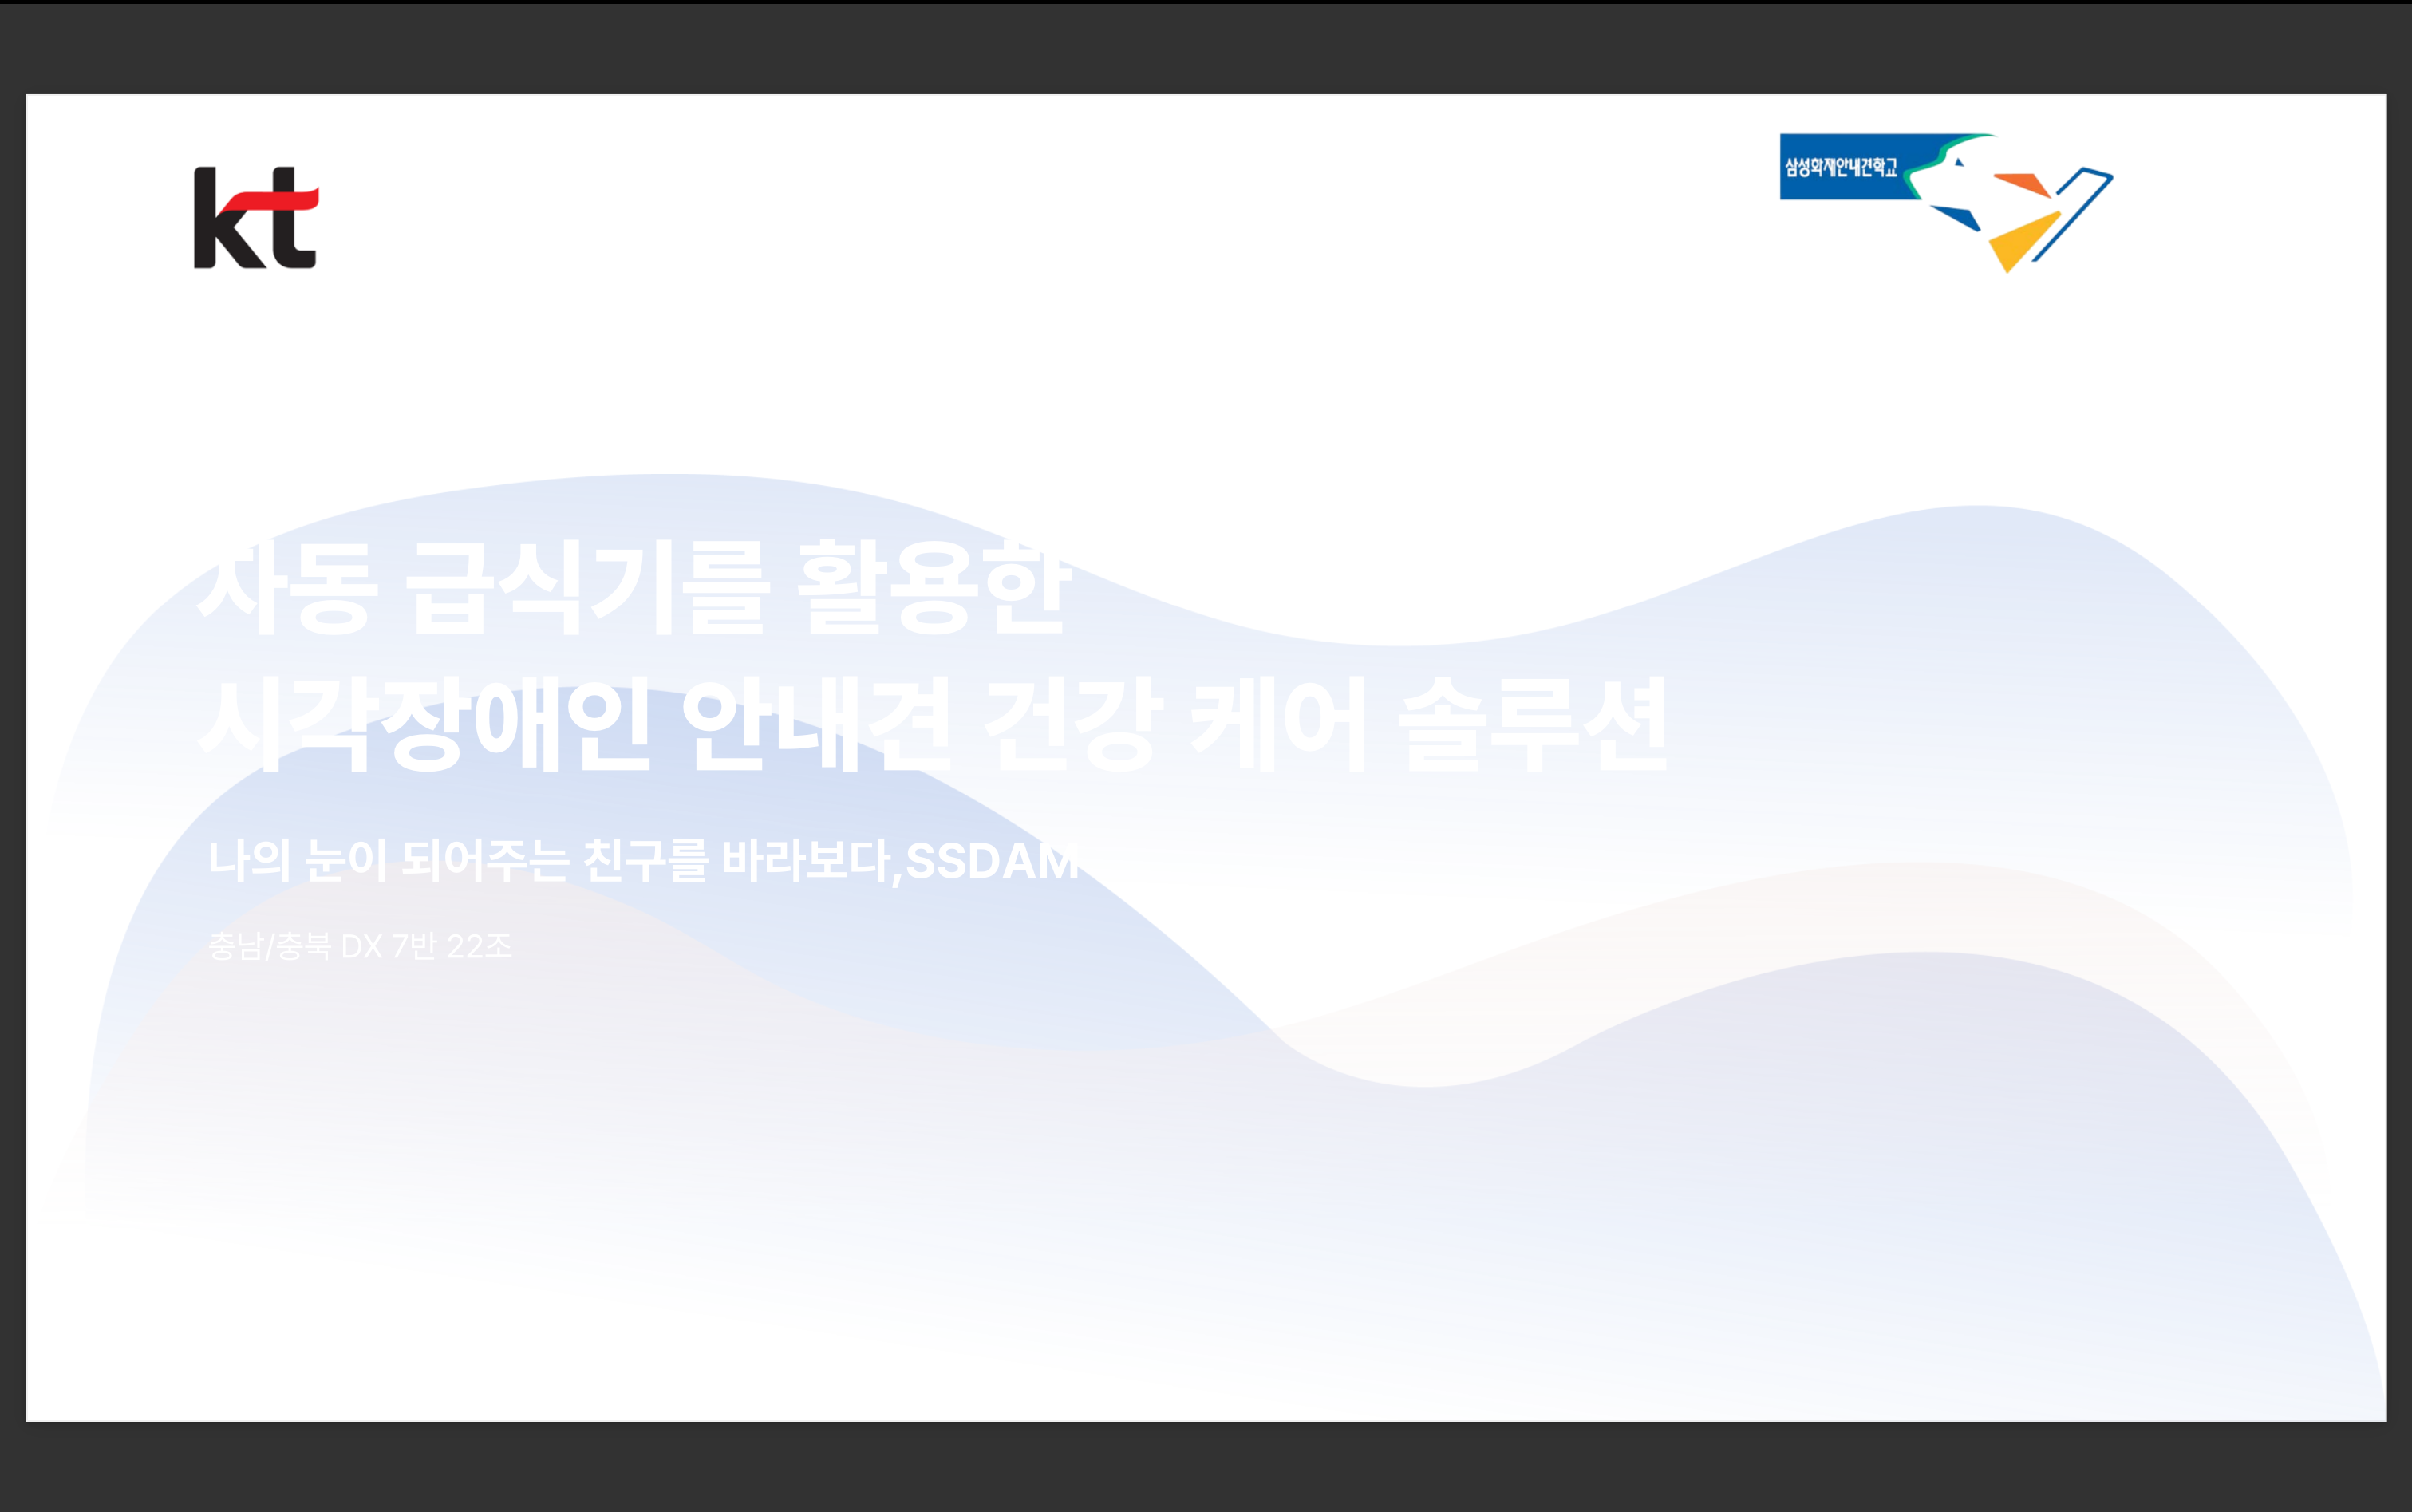 kt
삼성화재안내견학교
자동 급식기를 활용한
시각장애인 안내견 건강 케어 솔루션
나의 눈이 되어주는 친구를 바라보다, SSDAM
충남/충북 DX 7반 22조